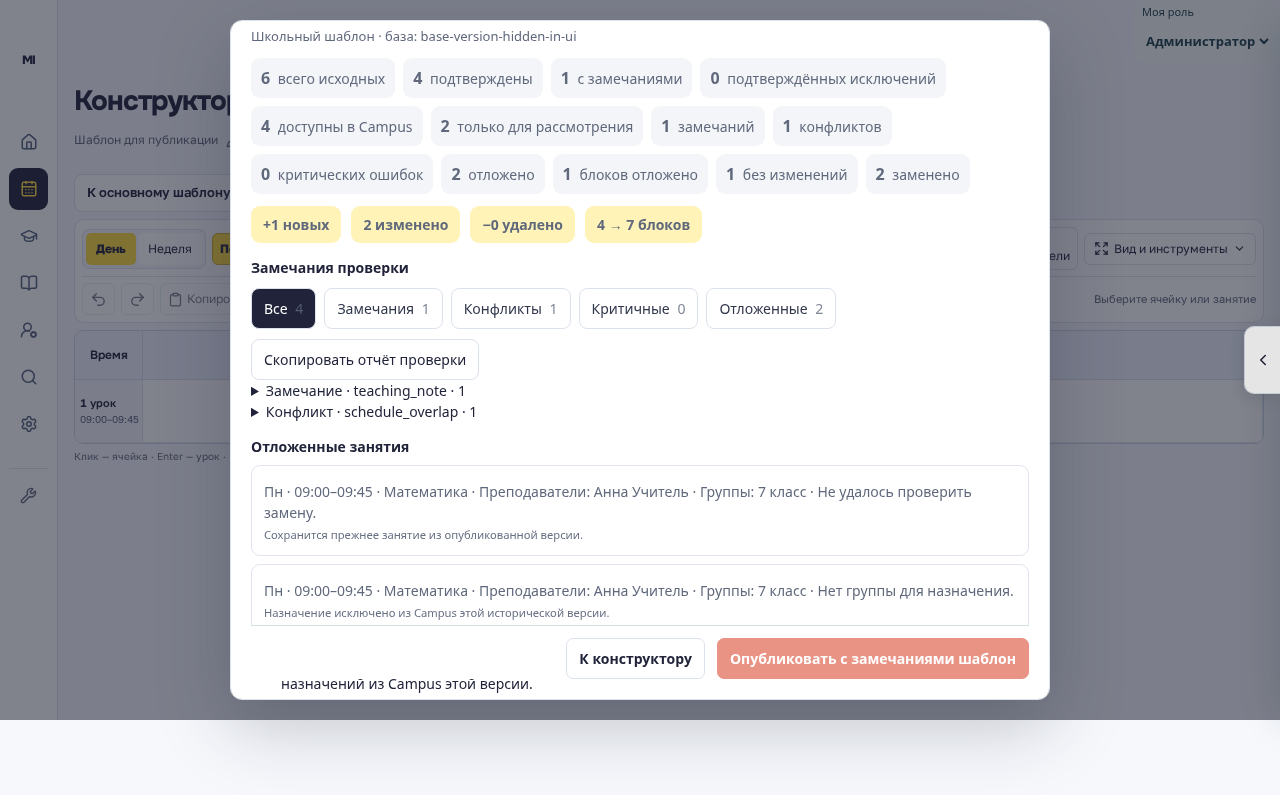 Моя роль
Администратор
MI
Школьный шаблон · база: base-version-hidden-in-ui
6 всего исходных 4 подтверждены 1 с замечаниями 0 подтверждённых исключений
Шаблон для публикации
4 доступны в Campus 2 только для рассмотрения 1 замечаний 1 конфликтов
0 критических ошибок 2 отложено 1 блоков отложено 1 без изменений 2 заменено
К основному шаблону
+1 новых 2 изменено −0 удалено 4 → 7 блоков
День Неделя
Вид и инструменты
Замечания проверки
Все 4 Замечания 1 Конфликты 1 Критичные 0 Отложенные 2
Выберите ячейку или занятие
Время
Скопировать отчёт проверки
Замечание · teaching_note · 1
Конфликт · schedule_overlap · 1
1 урок
09:00–09:45
Отложенные занятия
Клик — ячейка · Enter — урок ·
Пн · 09:00–09:45 · Математика · Преподаватели: Анна Учитель · Группы: 7 класс · Не удалось проверить
замену.
Сохранится прежнее занятие из опубликованной версии.
Пн · 09:00–09:45 · Математика · Преподаватели: Анна Учитель · Группы: 7 класс · Нет группы для назначения.
Назначение исключено из Campus этой исторической версии.
К конструктору Опубликовать с замечаниями шаблон
назначений из Campus этой версии.